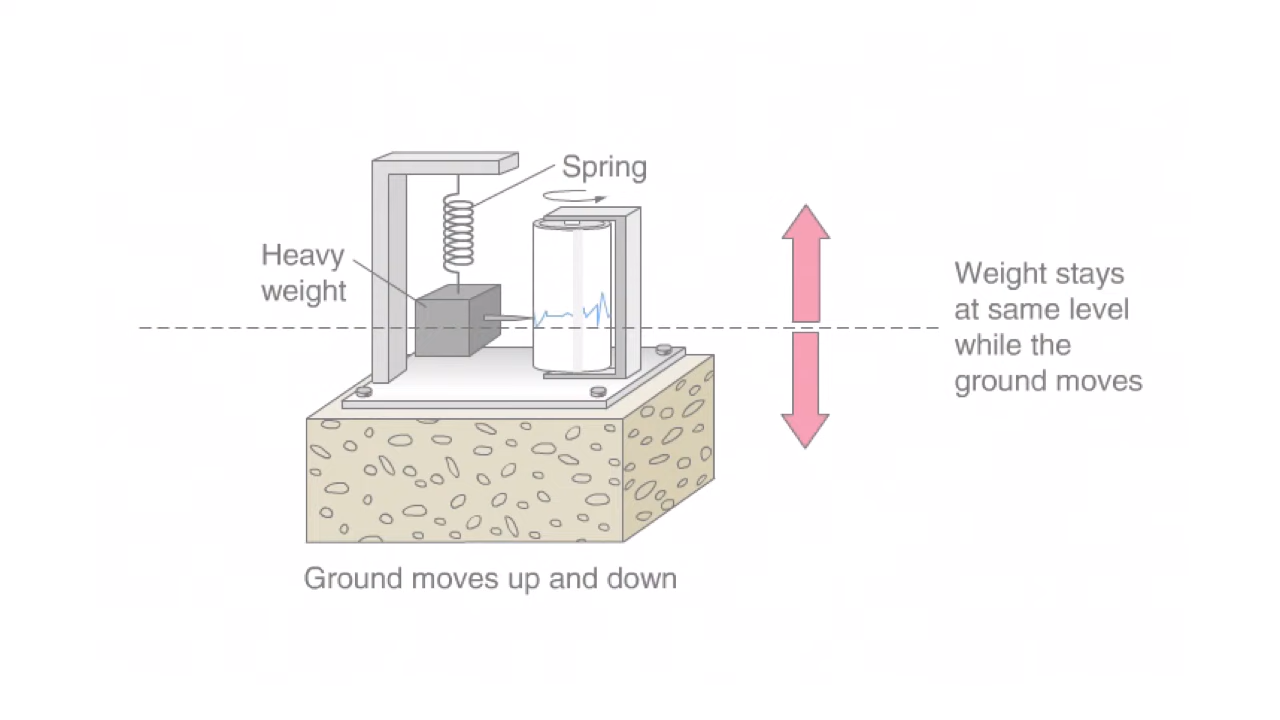 Spring
Heavy
weight
Weight stays
at same level
while the
ground moves
Ground moves up and down